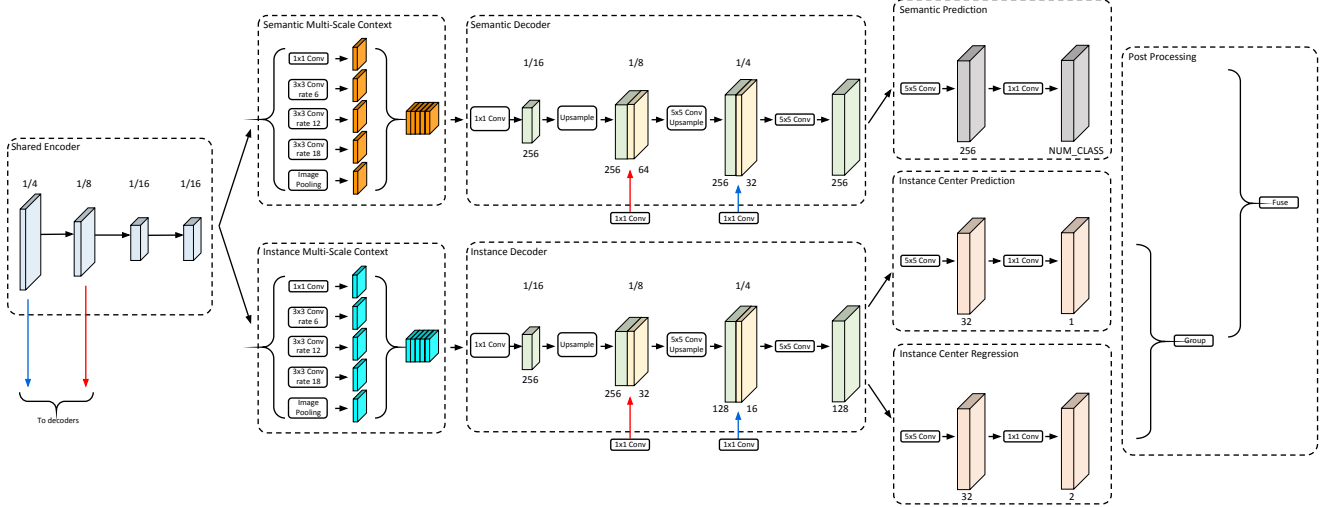 Shared Encoder
1/4
1/8
1/16
1/16
To decoders
Semantic Multi-Scale Context
1x1 Conv
3x3 Conv
rate 6
3x3 Conv
rate 12
3x3 Conv
rate 18
Image
Pooling
Semantic Decoder
1/16
1/8
1/4
1x1 Conv
Upsample
5x5 Conv
Upsample
5x5 Conv
256
256
64
256
32
256
1x1 Conv
1x1 Conv
Instance Multi-Scale Context
1x1 Conv
3x3 Conv
rate 6
3x3 Conv
rate 12
3x3 Conv
rate 18
Image
Pooling
Instance Decoder
1/16
1/8
1/4
1x1 Conv
Upsample
5x5 Conv
Upsample
5x5 Conv
256
256
32
128
16
128
1x1 Conv
1x1 Conv
Semantic Prediction
5x5 Conv
1x1 Conv
256
NUM_CLASS
Instance Center Prediction
5x5 Conv
1x1 Conv
32
1
Instance Center Regression
5x5 Conv
1x1 Conv
32
2
Post Processing
Fuse
Group